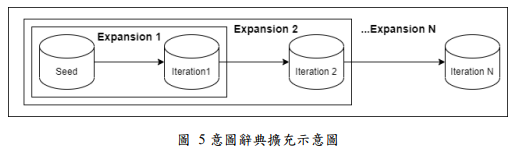 Expansion 1
Expansion 2
...Expansion N
Seed
Iteration1
Iteration 2
Iteration N
圖 5 意圖辭典擴充示意圖